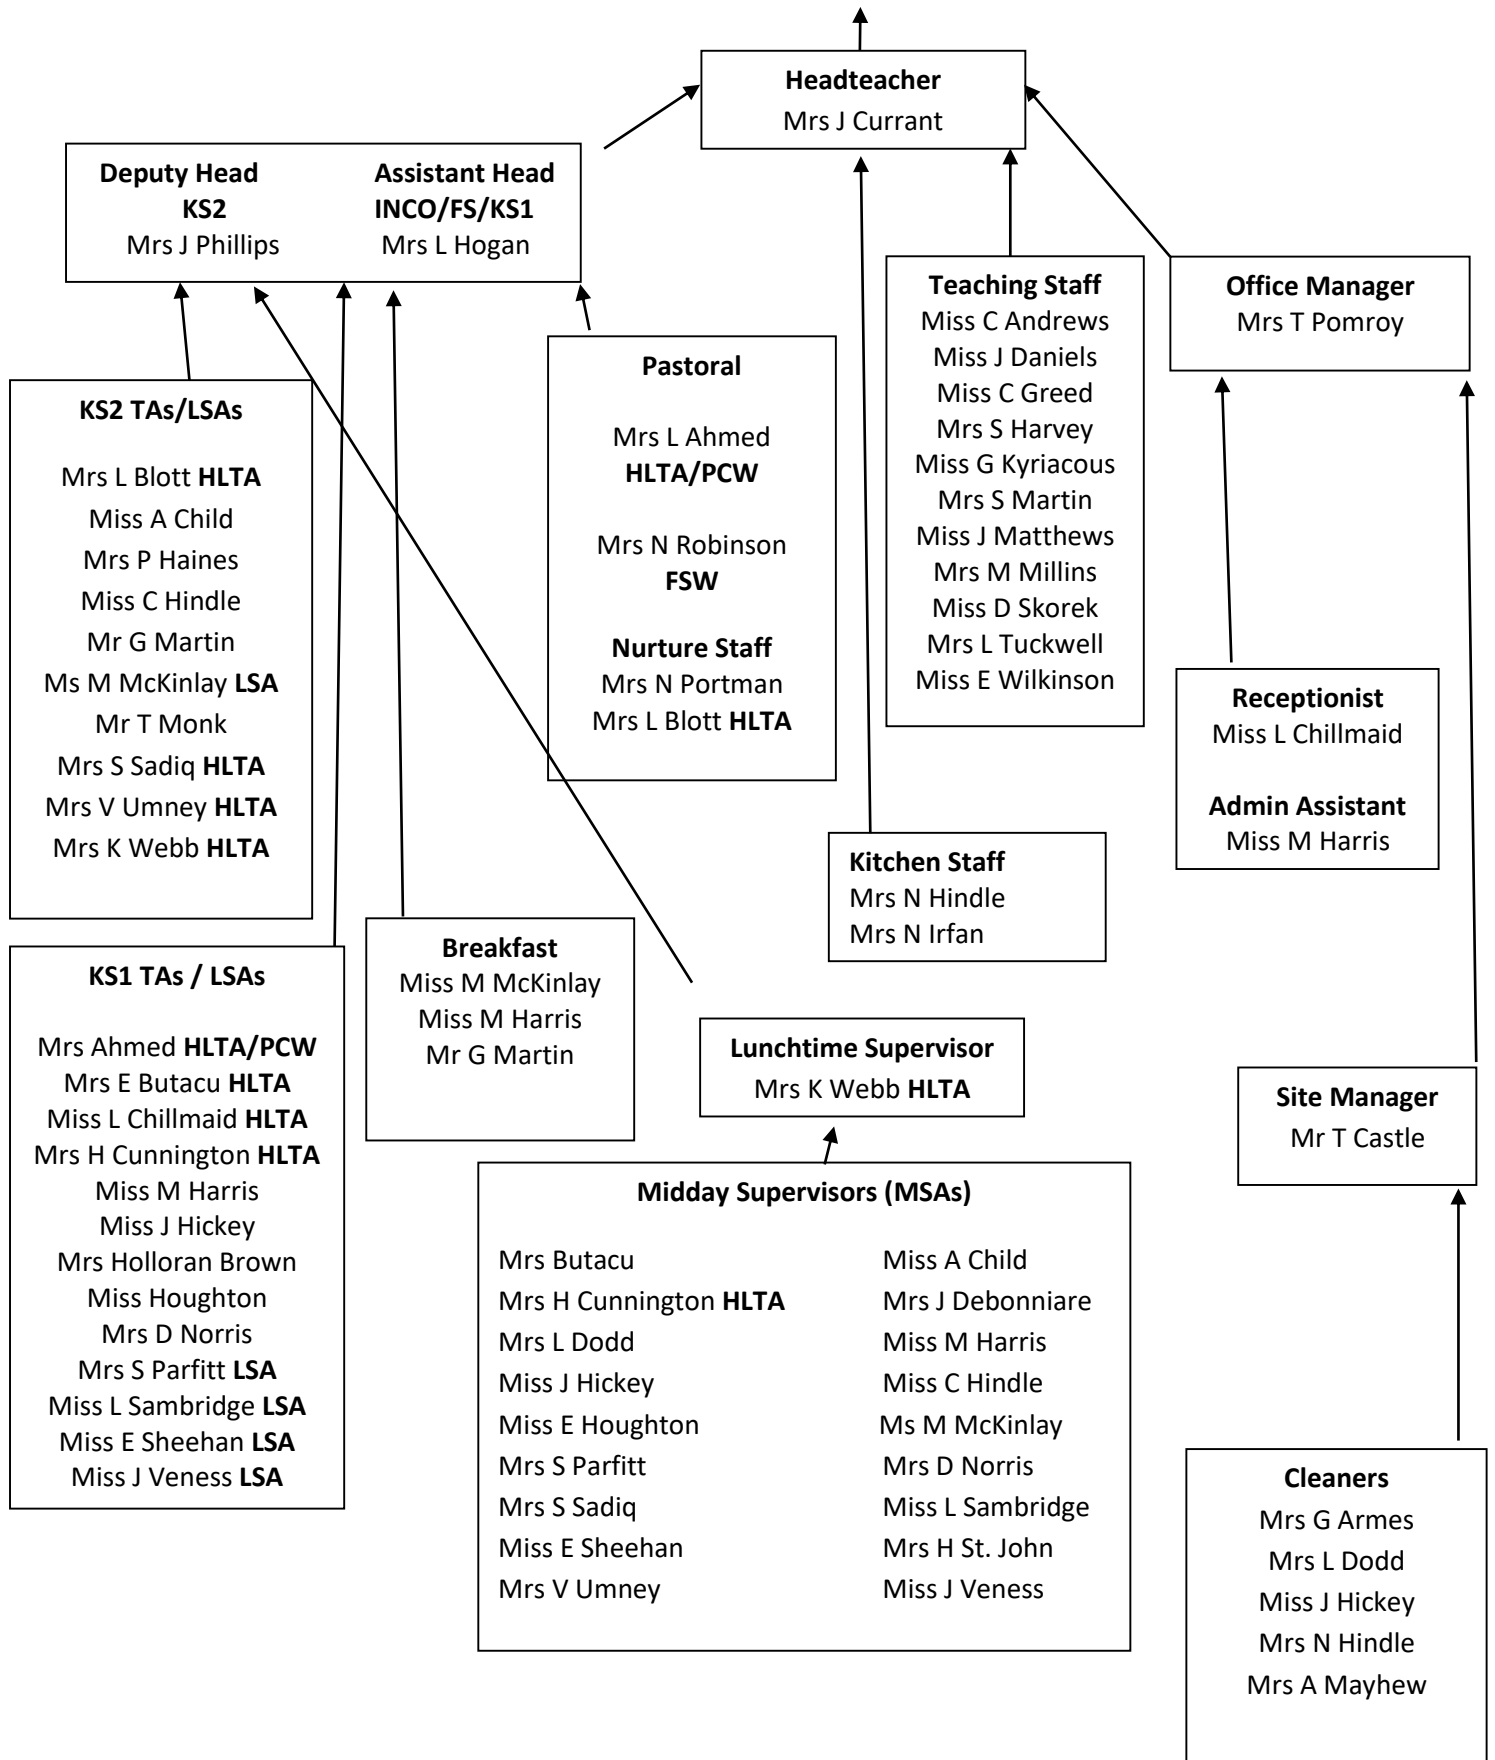 Headteacher
Mrs J Currant
Deputy Head
KS2
Mrs J Phillips
Assistant Head
INCO/FS/KS1
Mrs L Hogan
Teaching Staff
Miss C Andrews
Miss J Daniels
Miss C Greed
Mrs S Harvey
Miss G Kyriacous
Mrs S Martin
Miss J Matthews
Mrs M Millins
Miss D Skorek
Mrs L Tuckwell
Miss E Wilkinson
Office Manager
Mrs T Pomroy
Pastoral
Mrs L Ahmed
HLTA/PCW
Mrs N Robinson
FSW
Nurture Staff
Mrs N Portman
Mrs L Blott HLTA
KS2 TAs/LSAs
Mrs L Blott HLTA
Miss A Child
Mrs P Haines
Miss C Hindle
Mr G Martin
Ms M McKinlay LSA
Mr T Monk
Mrs S Sadiq HLTA
Mrs V Umney HLTA
Mrs K Webb HLTA
Receptionist
Miss L Chillmaid
Admin Assistant
Miss M Harris
Kitchen Staff
Mrs N Hindle
Mrs N Irfan
KS1 TAs / LSAs
Mrs Ahmed HLTA/PCW
Mrs E Butacu HLTA
Miss L Chillmaid HLTA
Mrs H Cunnington HLTA
Miss M Harris
Miss J Hickey
Mrs Holloran Brown
Miss Houghton
Mrs D Norris
Mrs S Parfitt LSA
Miss L Sambridge LSA
Miss E Sheehan LSA
Miss J Veness LSA
Breakfast
Miss M McKinlay
Miss M Harris
Mr G Martin
Lunchtime Supervisor
Mrs K Webb HLTA
Site Manager
Mr T Castle
Midday Supervisors (MSAs)
Mrs Butacu
Mrs H Cunnington HLTA
Mrs L Dodd
Miss J Hickey
Miss E Houghton
Mrs S Parfitt
Mrs S Sadiq
Miss E Sheehan
Mrs V Umney
Miss A Child
Mrs J Debonniare
Miss M Harris
Miss C Hindle
Ms M McKinlay
Mrs D Norris
Miss L Sambridge
Mrs H St. John
Miss J Veness
Cleaners
Mrs G Armes
Mrs L Dodd
Miss J Hickey
Mrs N Hindle
Mrs A Mayhew